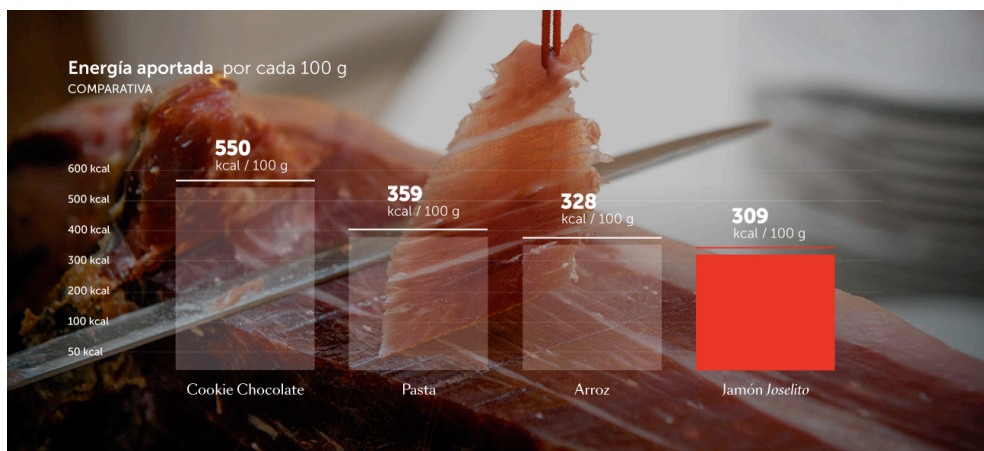 Energía aportada por cada 100 g
COMPARATIVA
600 kcal
500 kcal
400 kcal
300 kcal
200 kcal
100 kcal
50 kcal
550
kcal / 100 g
359
kcal / 100 g
328
kcal / 100 g
309
kcal / 100 g
Cookie Chocolate
Pasta
Arroz
Jamón Joselito